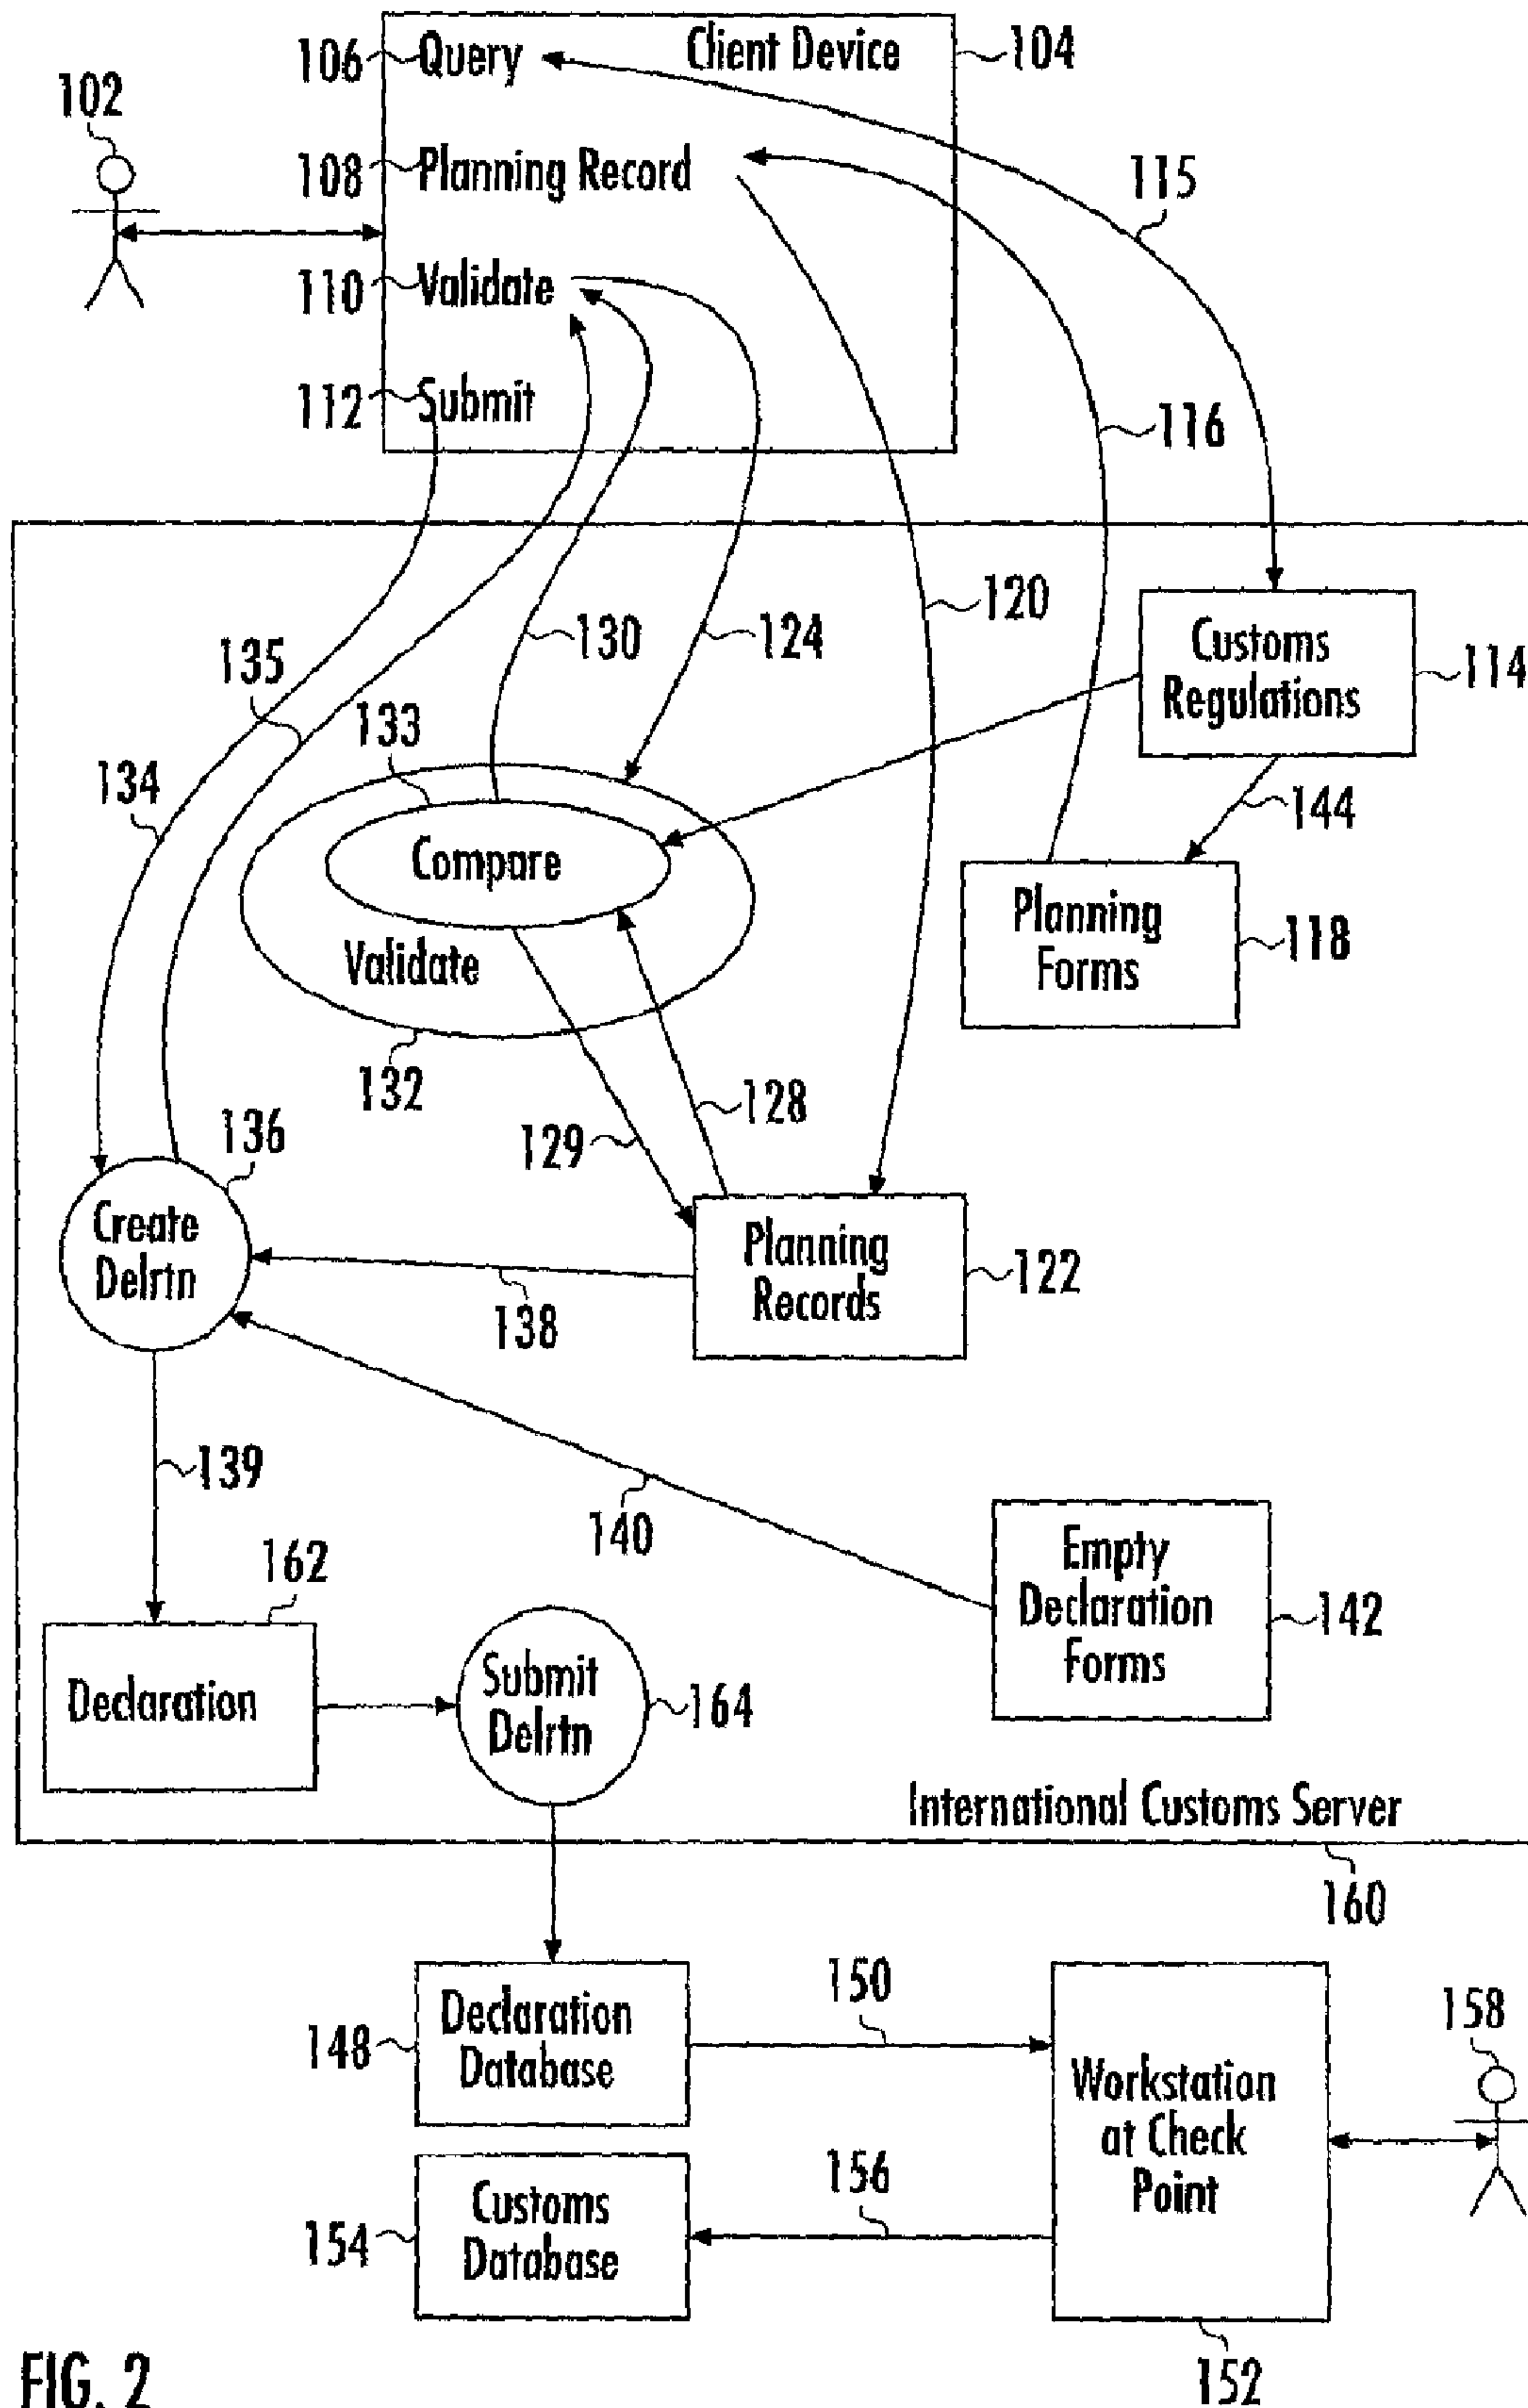 106 Query Client Device 104
102
108 Planning Record
115
110 Validate
112 Submit
116
120
130
124
135
Customs
Regulations
114
133
134
144
Compare
Planning
Forms
118
Validate
132
128
129
136
Create
Delrtn
Planning
Records
122
138
139
140
162
Empty
Declaration
Forms
142
Declaration
Submit
Delrtn
164
International Customs Server
160
150
158
148
Declaration
Database
Workstation
at Check
Point
156
154
Customs
Database
152
FIG. 2